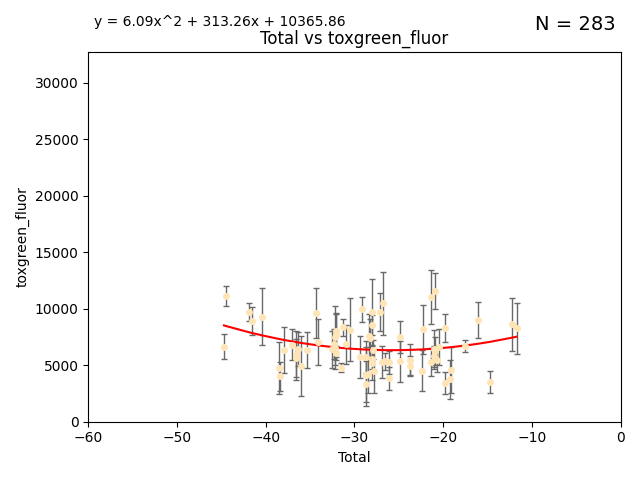 y = 6.09x^2 + 313.26x + 10365.86
N = 283
Total vs toxgreen_fluor
30000
25000
20000
15000
10000
5000
0
toxgreen_fluor
−60
−50
−40
−30
−20
−10
0
Total